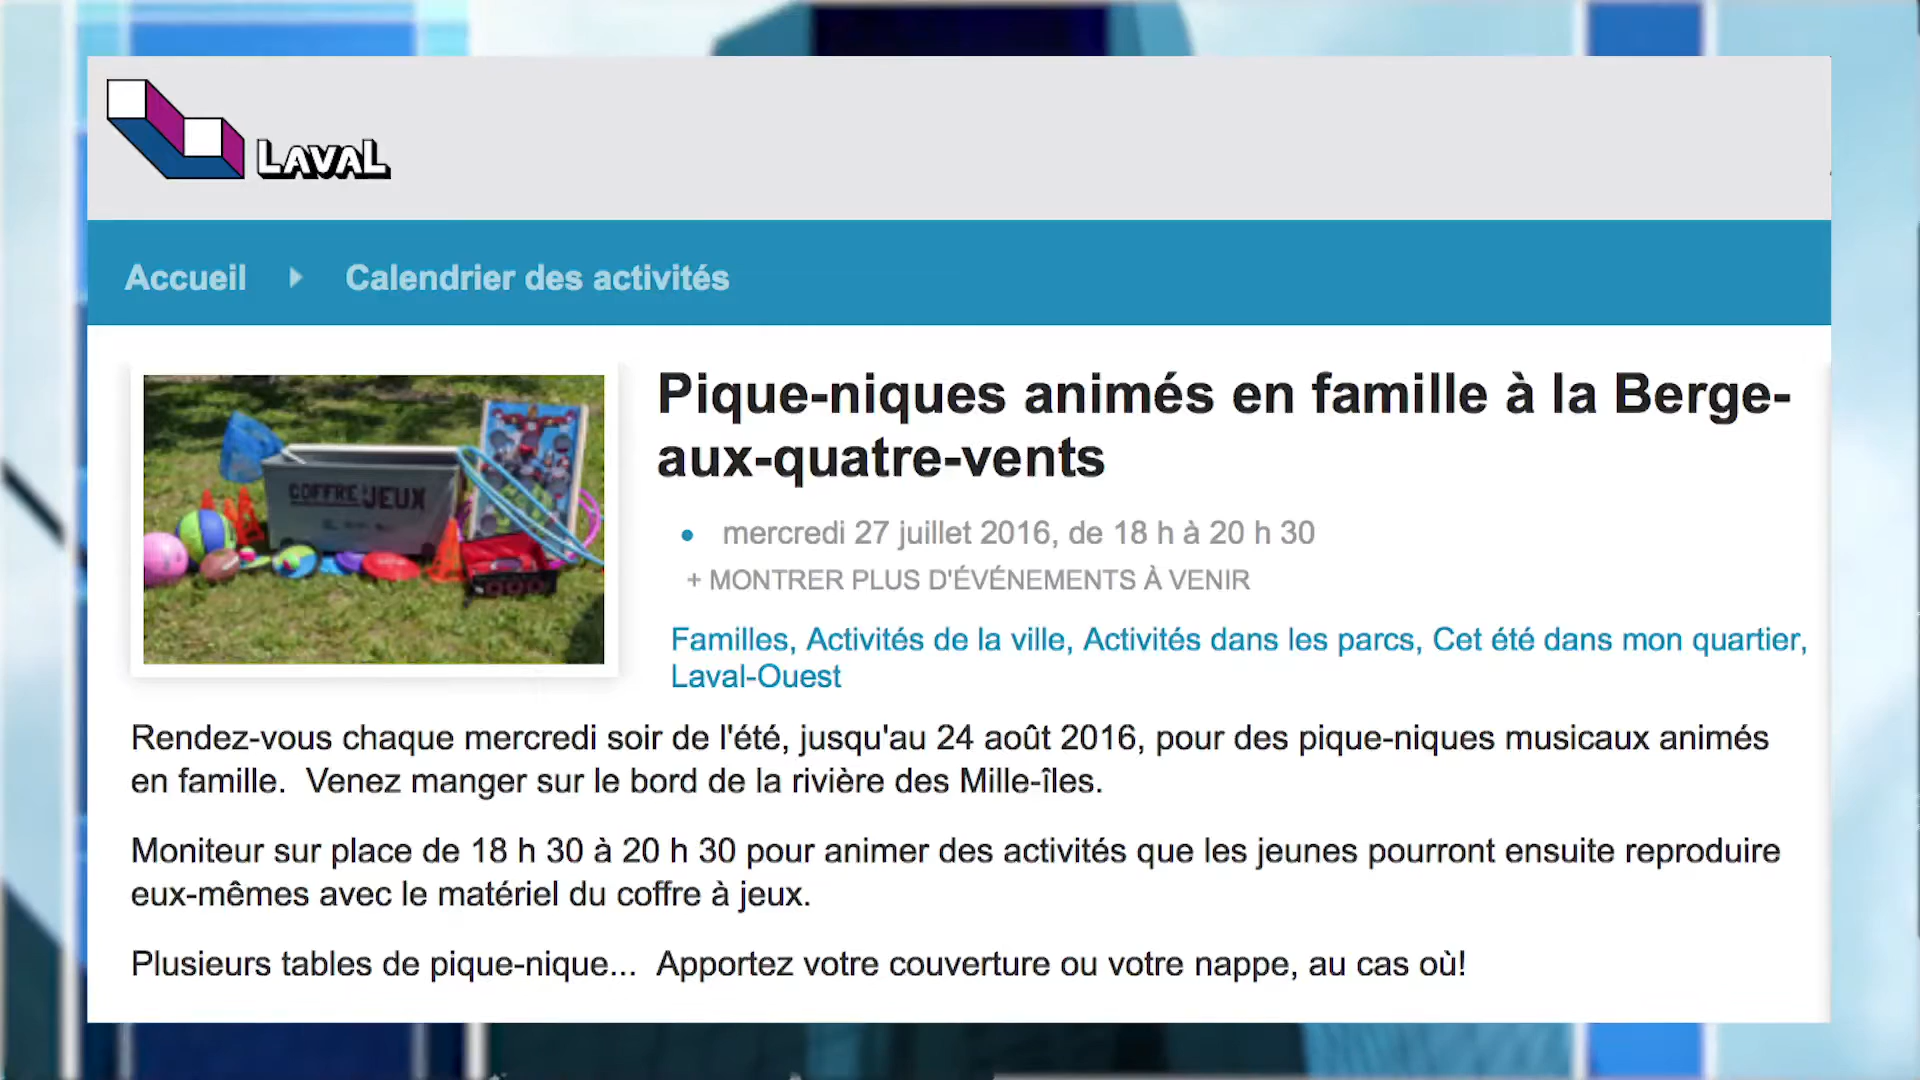 LAVAL
Accueil Calendrier des activités
COFFRE À JEUX
Pique-niques animés en famille à la Berge-
aux-quatre-vents
• mercredi 27 juillet 2016, de 18 h à 20 h 30
+ MONTRER PLUS D'ÉVÉNEMENTS À VENIR
Familles, Activités de la ville, Activités dans les parcs, Cet été dans mon quartier,
Laval-Ouest
Rendez-vous chaque mercredi soir de l'été, jusqu'au 24 août 2016, pour des pique-niques musicaux animés
en famille.  Venez manger sur le bord de la rivière des Mille-îles.
Moniteur sur place de 18 h 30 à 20 h 30 pour animer des activités que les jeunes pourront ensuite reproduire
eux-mêmes avec le matériel du coffre à jeux.
Plusieurs tables de pique-nique...  Apportez votre couverture ou votre nappe, au cas où!